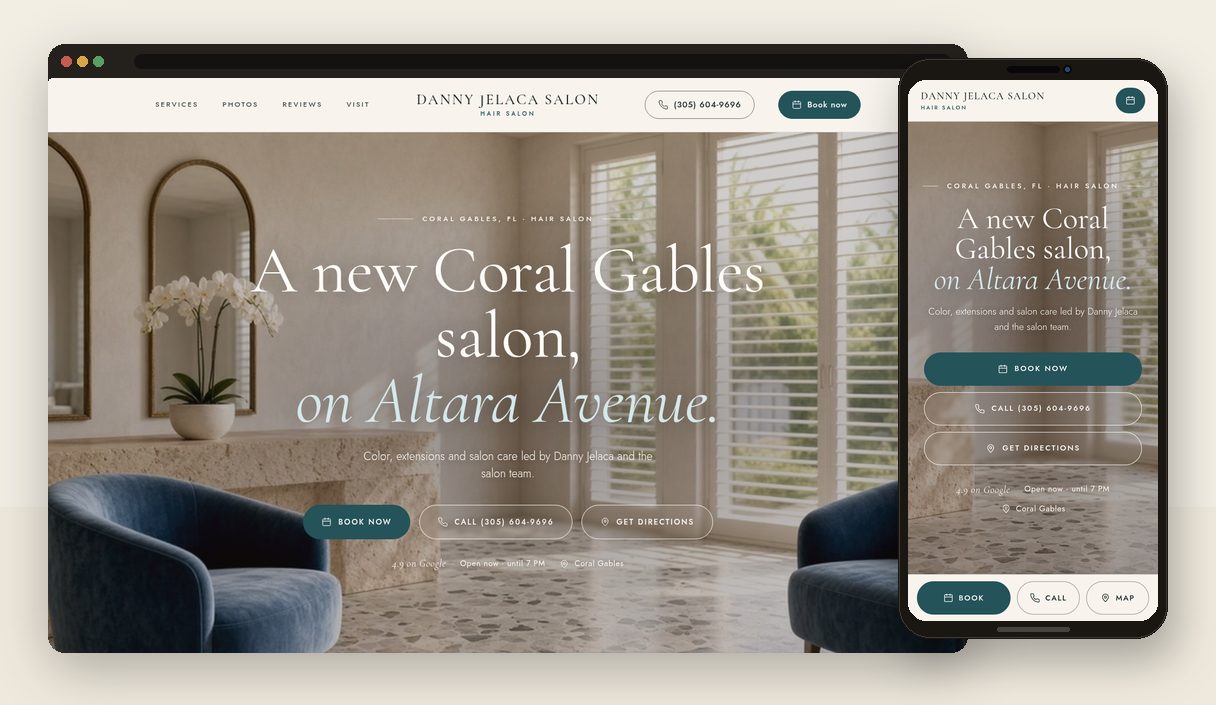 SERVICES
PHOTOS
REVIEWS
VISIT
DANNY JELACA SALON
HAIR SALON
(305) 604-9696
Book now
CORAL GABLES, FL · HAIR SALON
A new Coral Gables
salon,
on Altara Avenue.
Color, extensions and salon care led by Danny Jelaca and the
salon team.
BOOK NOW
CALL (305) 604-9696
GET DIRECTIONS
4.9 on Google
Open now · until 7 PM
Coral Gables
DANNY JELACA SALON
HAIR SALON
CORAL GABLES, FL · HAIR SALON
A new Coral
Gables salon,
on Altara Avenue.
Color, extensions and salon care led by Danny Jelaca
and the salon team.
BOOK NOW
CALL (305) 604-9696
GET DIRECTIONS
4.9 on Google
Open now · until 7 PM
Coral Gables
BOOK
CALL
MAP